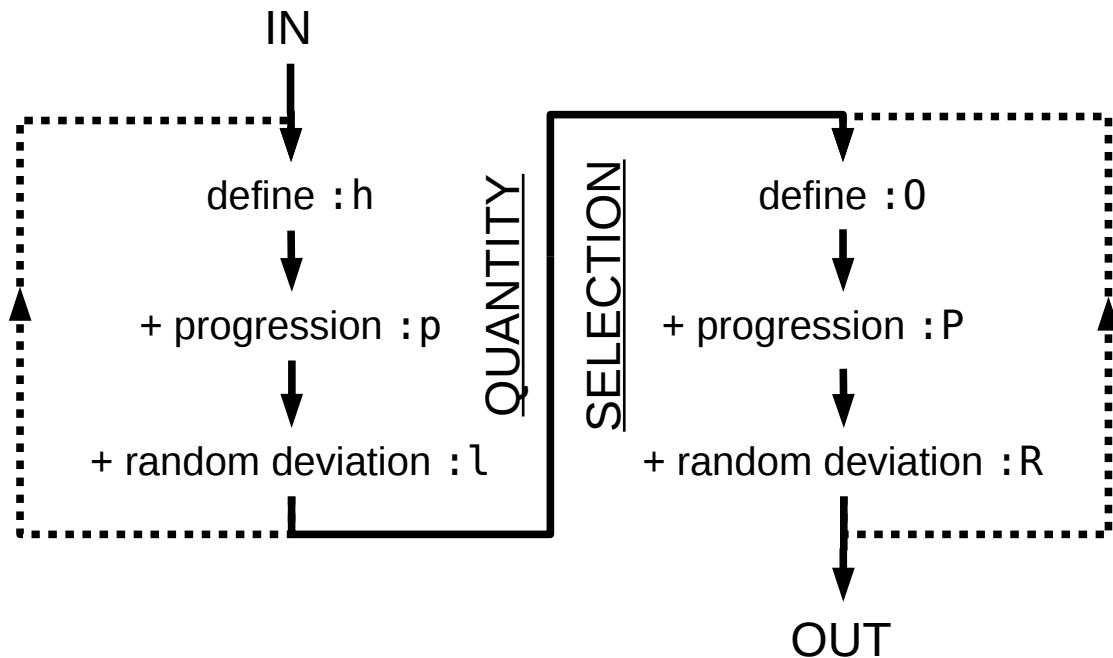 IN
define :h
+ progression :p
+ random deviation :l
QUANTITY
SELECTION
define :O
+ progression :P
+ random deviation :R
OUT